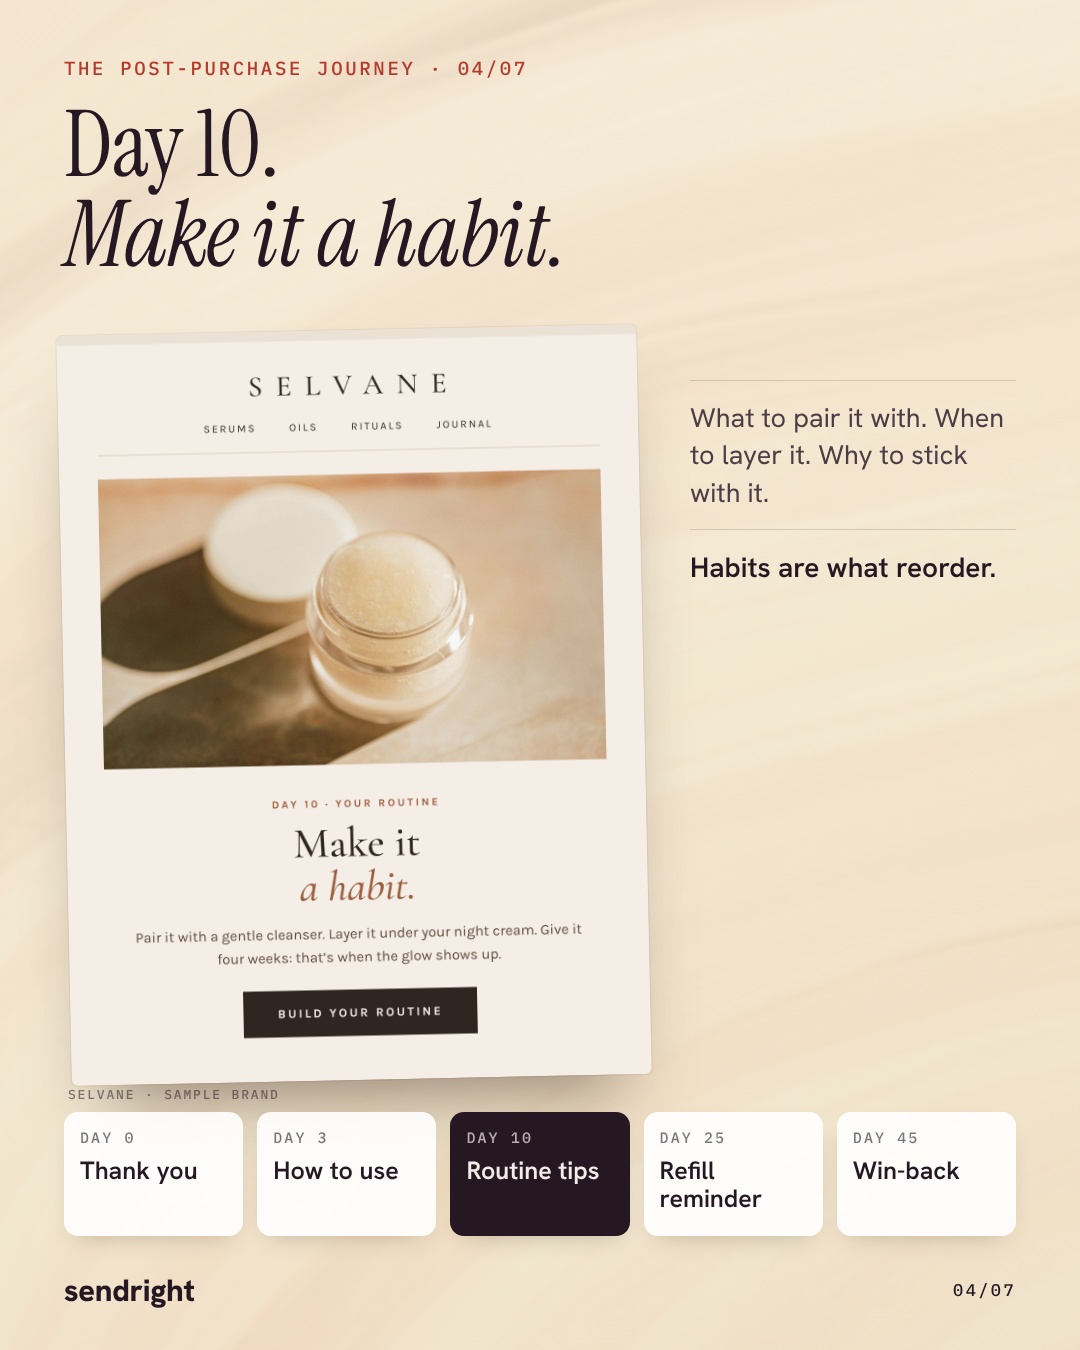 THE POST-PURCHASE JOURNEY · 04/07
Day 10.
Make it a habit.
SELVANE
SERUMS OILS RITUALS JOURNAL
DAY 10 · YOUR ROUTINE
Make it
a habit.
Pair it with a gentle cleanser. Layer it under your night cream. Give it
four weeks: that's when the glow shows up.
BUILD YOUR ROUTINE
SELVANE · SAMPLE BRAND
What to pair it with. When
to layer it. Why to stick
with it.
Habits are what reorder.
DAY 0
Thank you
DAY 3
How to use
DAY 10
Routine tips
DAY 25
Refill
reminder
DAY 45
Win-back
sendright
04/07